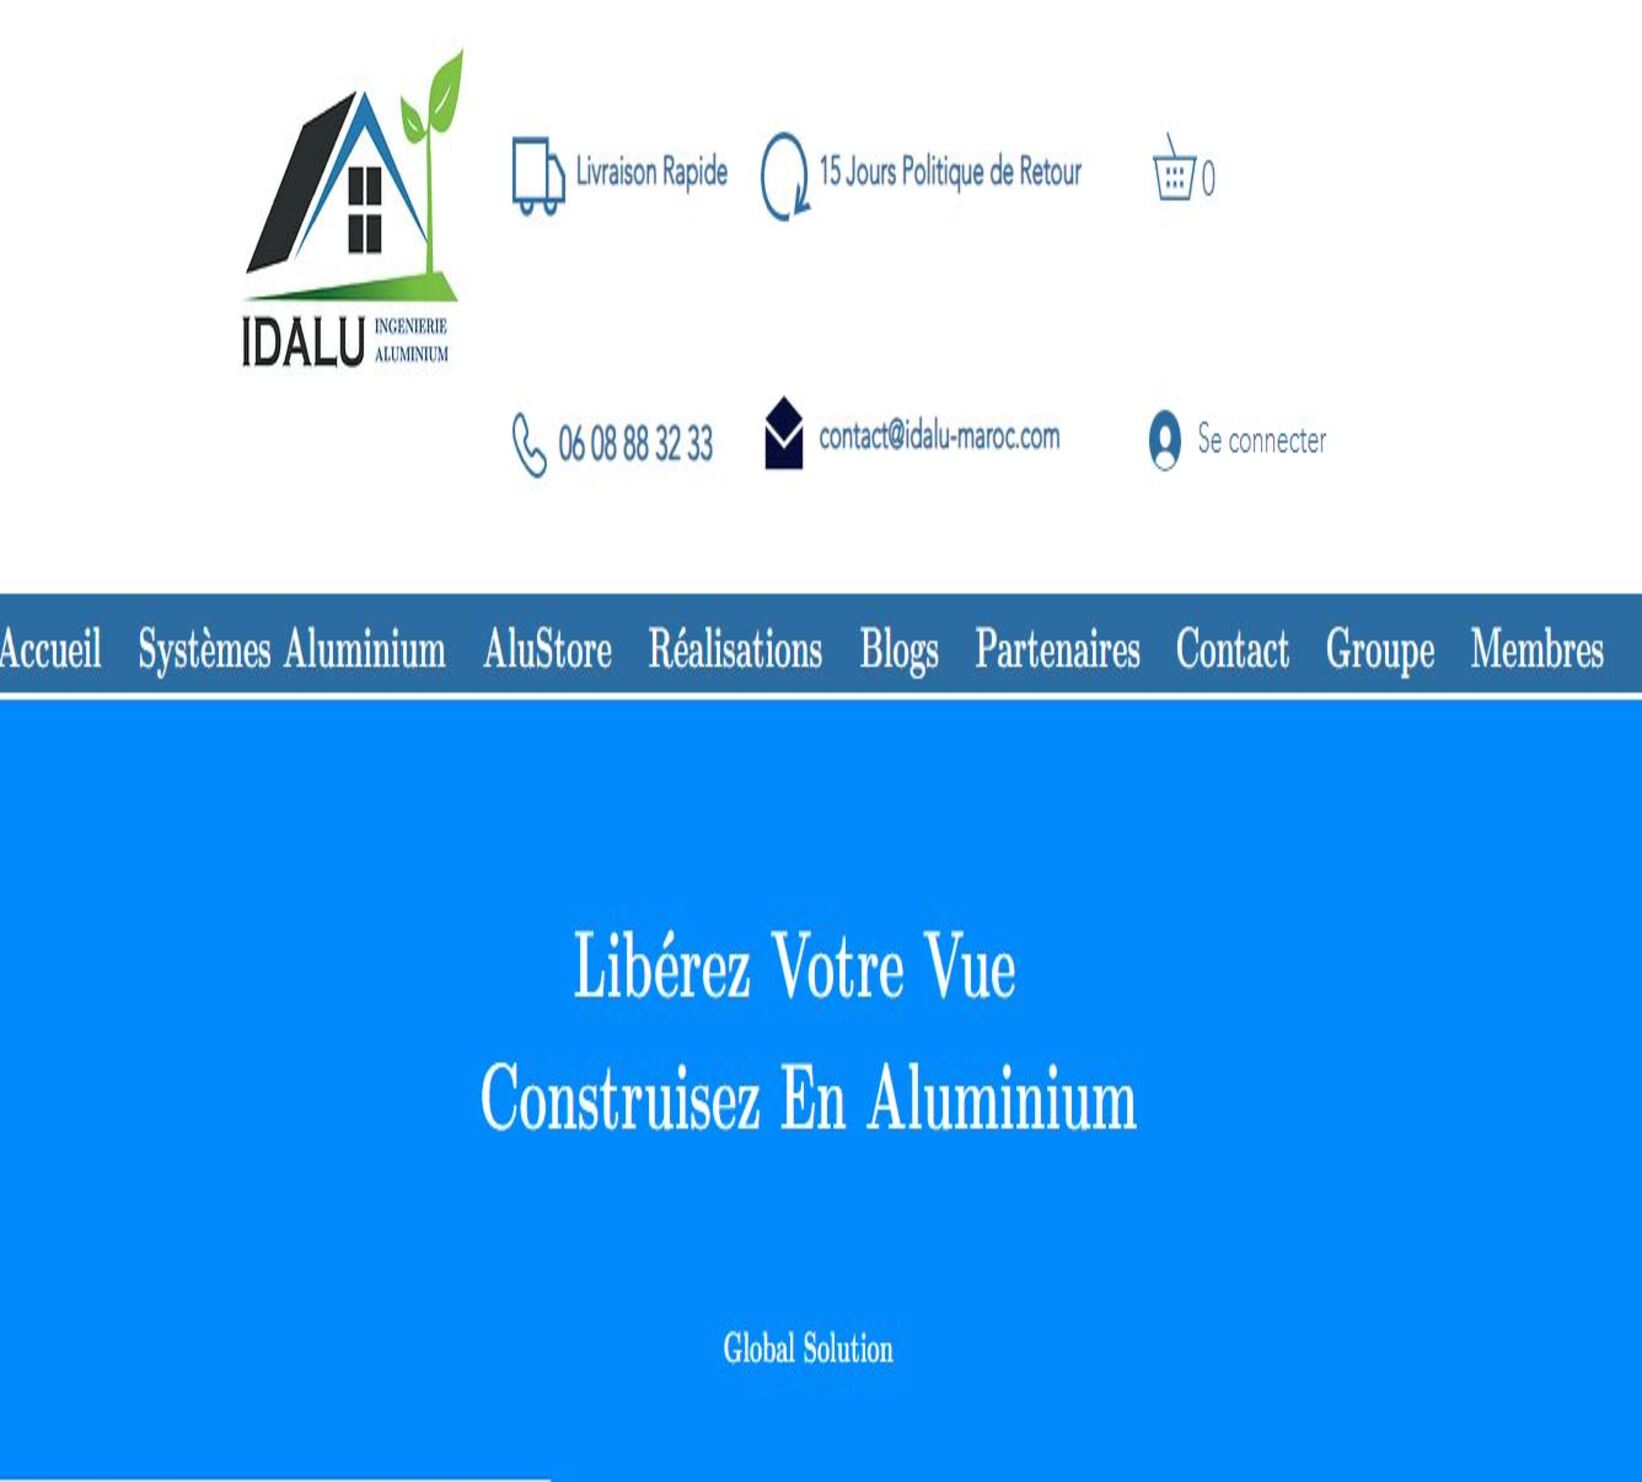 Livraison Rapide
15 Jours Politique de Retour
0
IDALU INGENIERIE
ALUMINIUM
06 08 88 32 33
contact@idalu-maroc.com
Se connecter
Accueil Systèmes Aluminium AluStore Réalisations Blogs Partenaires Contact Groupe Membres
Libérez Votre Vue
Construisez En Aluminium
Global Solution